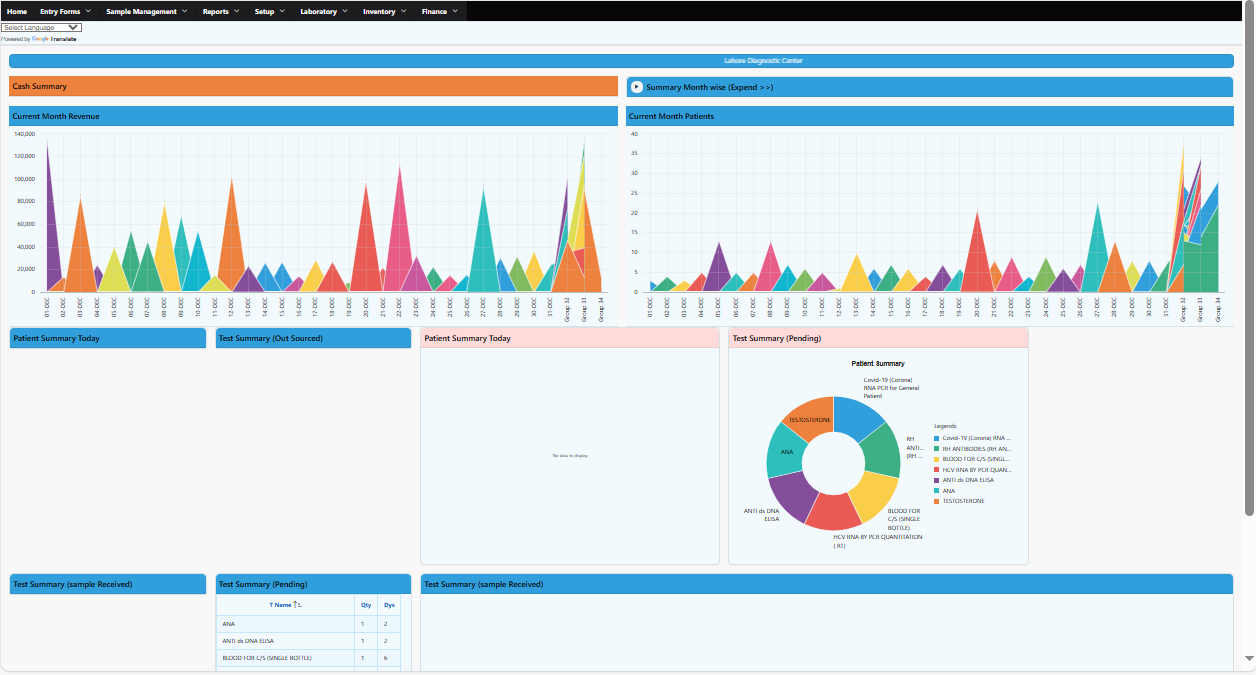 Home Entry Forms Sample Management Reports Setup Laboratory Inventory Finance
Select Language
Powered by Google Translate
Lahore Diagnostic Center
Cash Summary
Summary Month wise (Expend >>)
Current Month Revenue
Current Month Patients
140,000
120,000
100,000
80,000
60,000
40,000
20,000
0
01-DEC 02-DEC 03-DEC 04-DEC 05-DEC 06-DEC 07-DEC 08-DEC 09-DEC 10-DEC 11-DEC 12-DEC 13-DEC 14-DEC 15-DEC 16-DEC 17-DEC 18-DEC 19-DEC 20-DEC 21-DEC 22-DEC 23-DEC 24-DEC 25-DEC 26-DEC 27-DEC 28-DEC 29-DEC 30-DEC 31-DEC Group 32 Group 33 Group 34
40
35
30
25
20
15
10
5
0
01-DEC 02-DEC 03-DEC 04-DEC 05-DEC 06-DEC 07-DEC 08-DEC 09-DEC 10-DEC 11-DEC 12-DEC 13-DEC 14-DEC 15-DEC 16-DEC 17-DEC 18-DEC 19-DEC 20-DEC 21-DEC 22-DEC 23-DEC 24-DEC 25-DEC 26-DEC 27-DEC 28-DEC 29-DEC 30-DEC 31-DEC Group 32 Group 33 Group 34
Patient Summary Today
Test Summary (Out Sourced)
Patient Summary Today
Test Summary (Pending)
No data to display
Patient Summary
Covid-19 (Corona)
RNA PCR for General
Patient
RH
ANTI...
(RH ...
BLOOD FOR
C/S (SINGLE
BOTTLE)
HCV RNA BY PCR QUANTITATION
( RT)
ANTI ds DNA
ELISA
ANA
TESTOSTERONE
Legends
Covid-19 (Corona) RNA ...
RH ANTIBODIES (RH AN...
BLOOD FOR C/S (SINGL...
HCV RNA BY PCR QUAN...
ANTI ds DNA ELISA
ANA
TESTOSTERONE
Test Summary (sample Received)
Test Summary (Pending)
Test Summary (sample Received)
T Name Qty Dys
ANA 1 2
ANTI ds DNA ELISA 1 2
BLOOD FOR C/S (SINGLE BOTTLE) 1 6